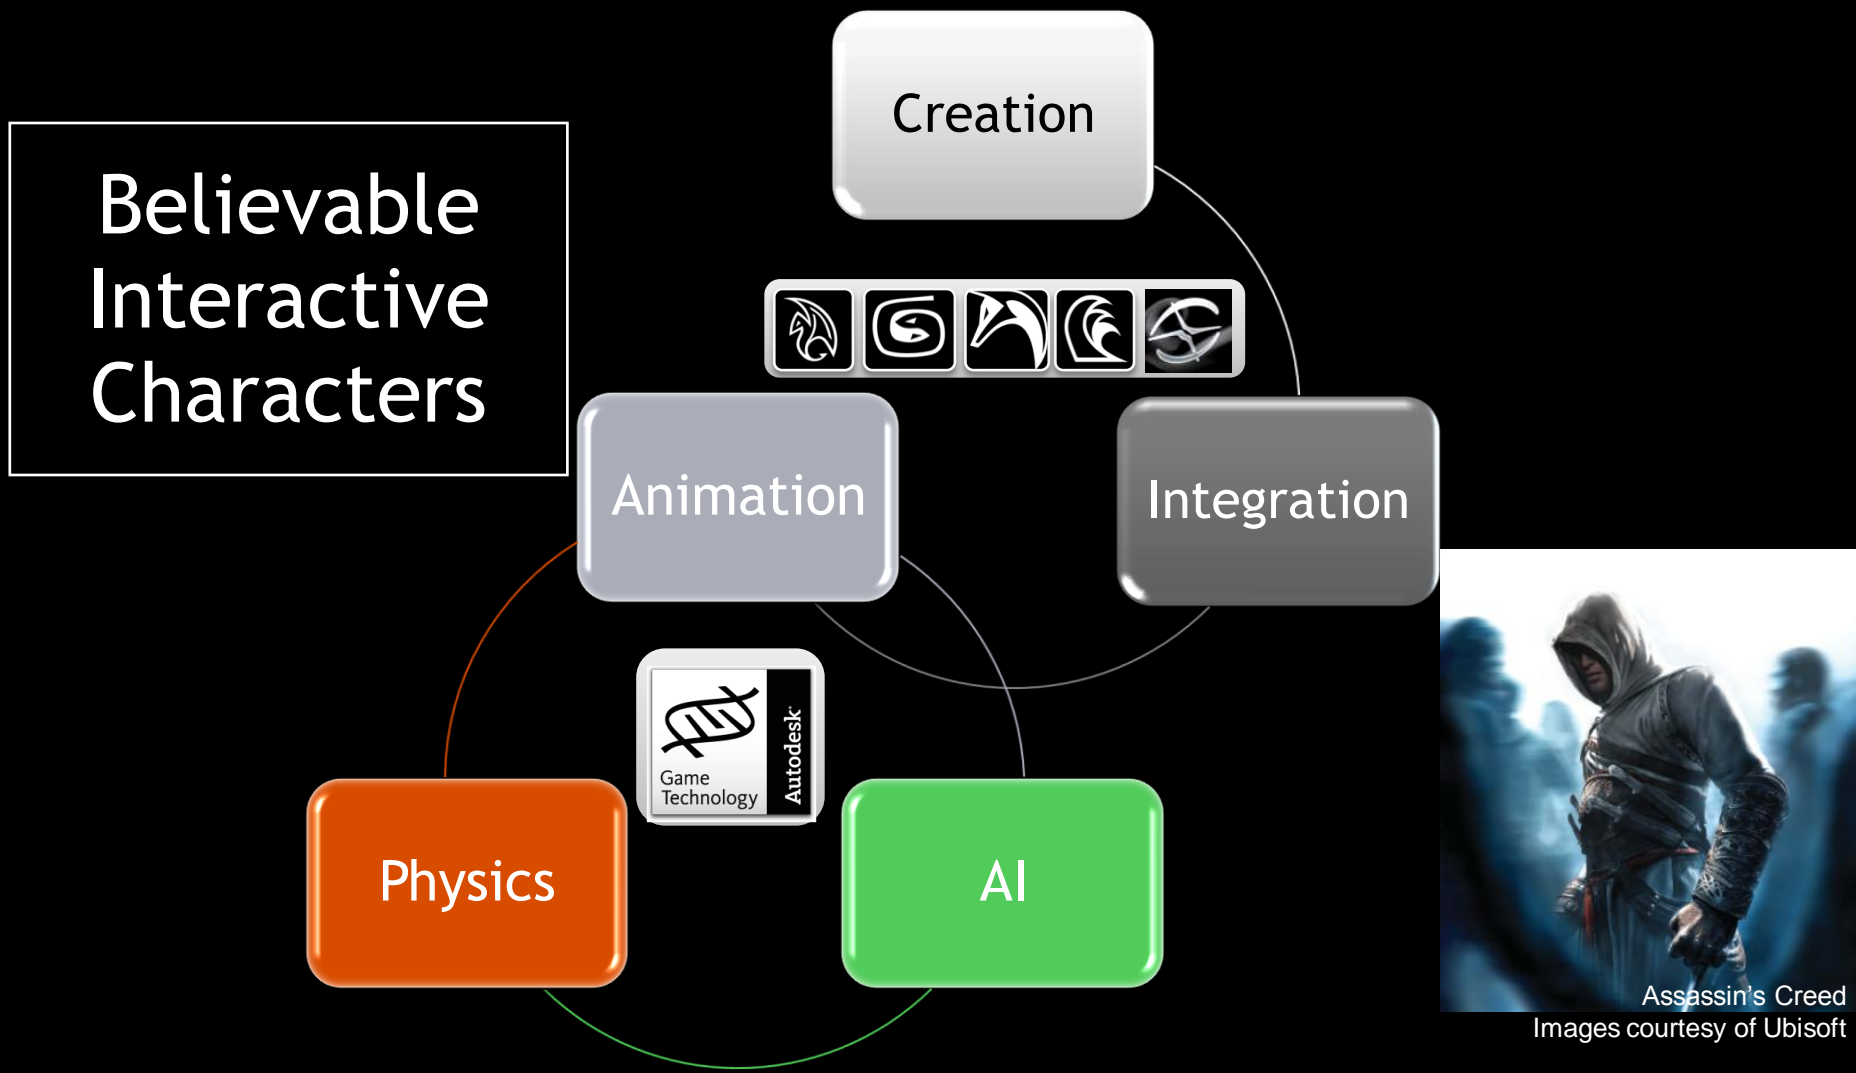 Believable
Interactive
Characters
Creation
Animation
Integration
Game
Technology
Autodesk
Physics
AI
Assassin's Creed
Images courtesy of Ubisoft